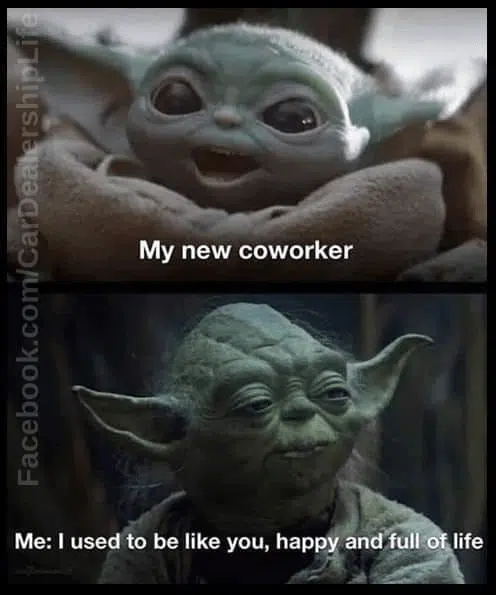 My new coworker
Facebook.com/CarDealershipLife
Me: I used to be like you, happy and full of life